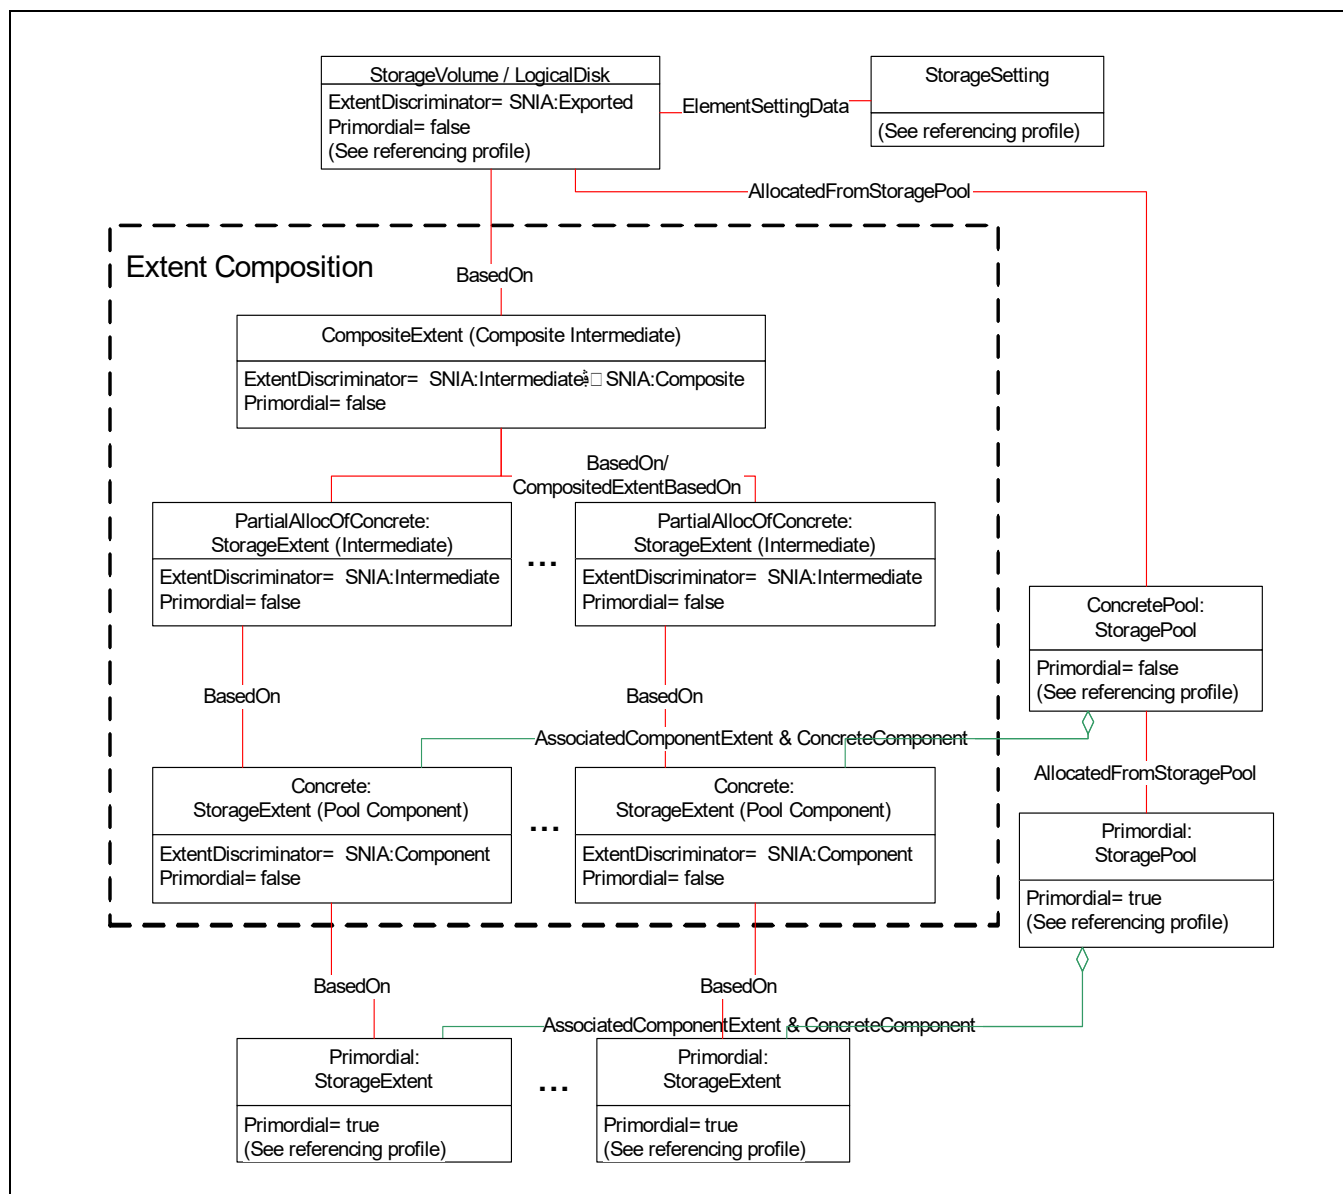 StorageVolume / LogicalDisk
ExtentDiscriminator= SNIA:Exported
Primordial= false
(See referencing profile)
ElementSettingData
StorageSetting
(See referencing profile)
AllocatedFromStoragePool
Extent Composition
BasedOn
CompositeExtent (Composite Intermediate)
ExtentDiscriminator= SNIA:Intermediate SNIA:Composite
Primordial= false
BasedOn/
CompositedExtentBasedOn
PartialAllocOfConcrete:
StorageExtent (Intermediate)
ExtentDiscriminator= SNIA:Intermediate
Primordial= false
...
PartialAllocOfConcrete:
StorageExtent (Intermediate)
ExtentDiscriminator= SNIA:Intermediate
Primordial= false
ConcretePool:
StoragePool
Primordial= false
(See referencing profile)
BasedOn
BasedOn
AssociatedComponentExtent & ConcreteComponent
AllocatedFromStoragePool
Concrete:
StorageExtent (Pool Component)
ExtentDiscriminator= SNIA:Component
Primordial= false
...
Concrete:
StorageExtent (Pool Component)
ExtentDiscriminator= SNIA:Component
Primordial= false
Primordial:
StoragePool
Primordial= true
(See referencing profile)
BasedOn
BasedOn
AssociatedComponentExtent & ConcreteComponent
Primordial:
StorageExtent
Primordial= true
(See referencing profile)
...
Primordial:
StorageExtent
Primordial= true
(See referencing profile)